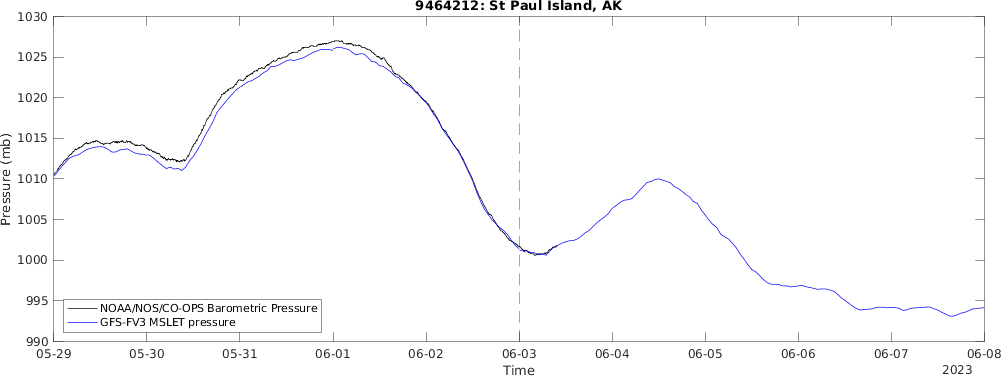 9464212: St Paul Island, AK
Pressure (mb)
1030
1025
1020
1015
1010
1005
1000
995
990
NOAA/NOS/CO-OPS Barometric Pressure
GFS-FV3 MSLET pressure
05-29 05-30 05-31 06-01 06-02 06-03 06-04 06-05 06-06 06-07 06-08
Time
2023